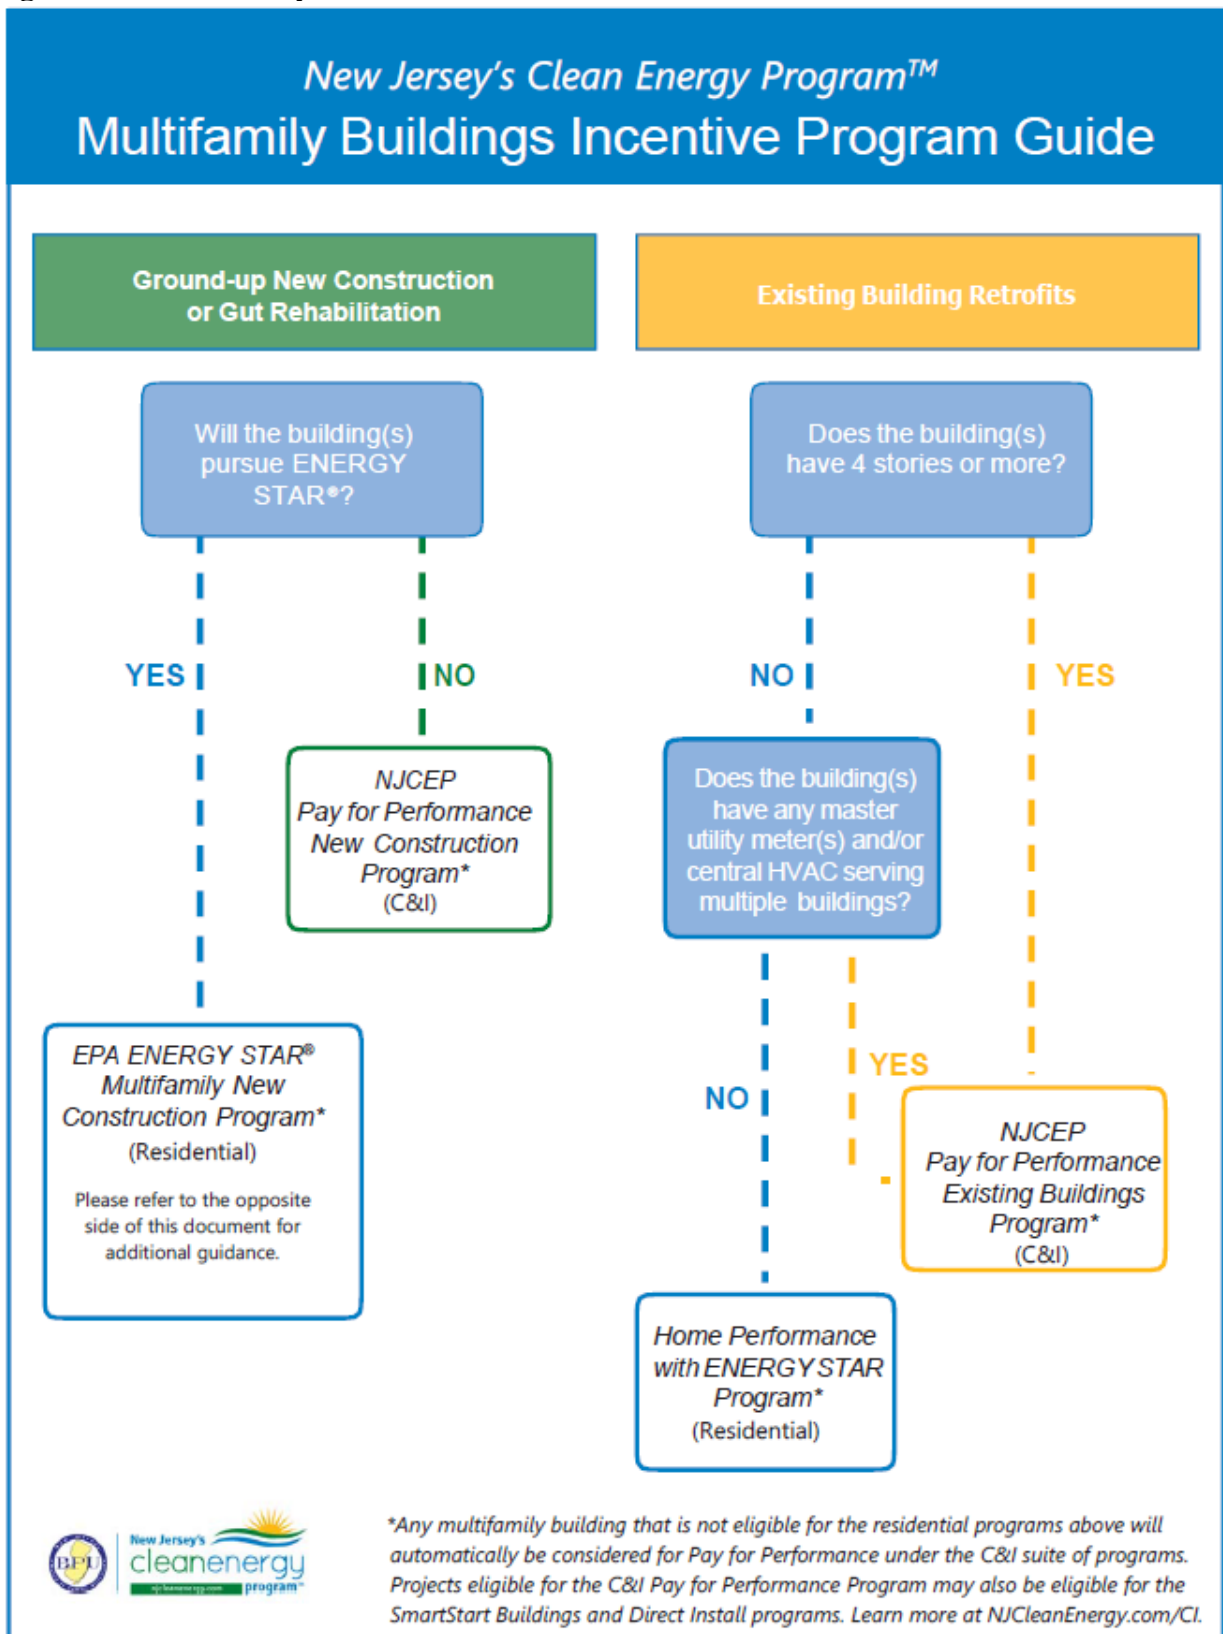 New Jersey's Clean Energy Program™
Multifamily Buildings Incentive Program Guide
Ground-up New Construction
or Gut Rehabilitation
Existing Building Retrofits
Will the building(s)
pursue ENERGY
STAR®?
Does the building(s)
have 4 stories or more?
YES
NO
NO
YES
NJCEP
Pay for Performance
New Construction
Program*
(C&I)
Does the building(s)
have any master
utility meter(s) and/or
central HVAC serving
multiple buildings?
EPA ENERGY STAR®
Multifamily New
Construction Program*
(Residential)
Please refer to the opposite
side of this document for
additional guidance.
NO
YES
NJCEP
Pay for Performance
Existing Buildings
Program*
(C&I)
Home Performance
with ENERGY STAR
Program*
(Residential)
BPU
New Jersey's
cleanenergy
njcleanenergy.com
program™
*Any multifamily building that is not eligible for the residential programs above will
automatically be considered for Pay for Performance under the C&I suite of programs.
Projects eligible for the C&I Pay for Performance Program may also be eligible for the
SmartStart Buildings and Direct Install programs. Learn more at NJCleanEnergy.com/CI.